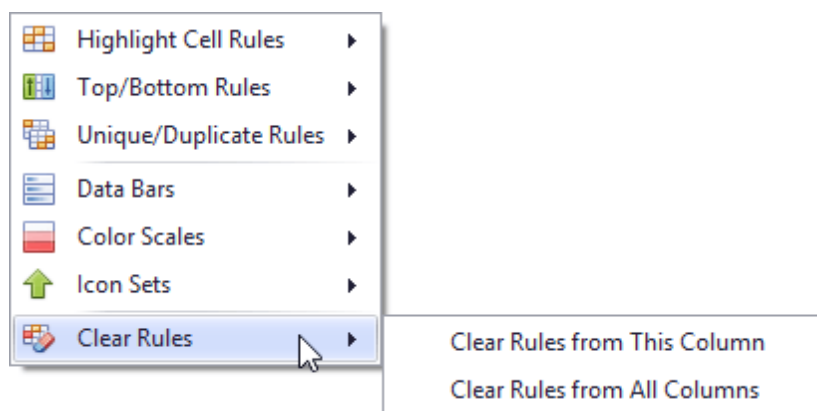 Highlight Cell Rules
Top/Bottom Rules
Unique/Duplicate Rules
Data Bars
Color Scales
Icon Sets
Clear Rules
Clear Rules from This Column
Clear Rules from All Columns